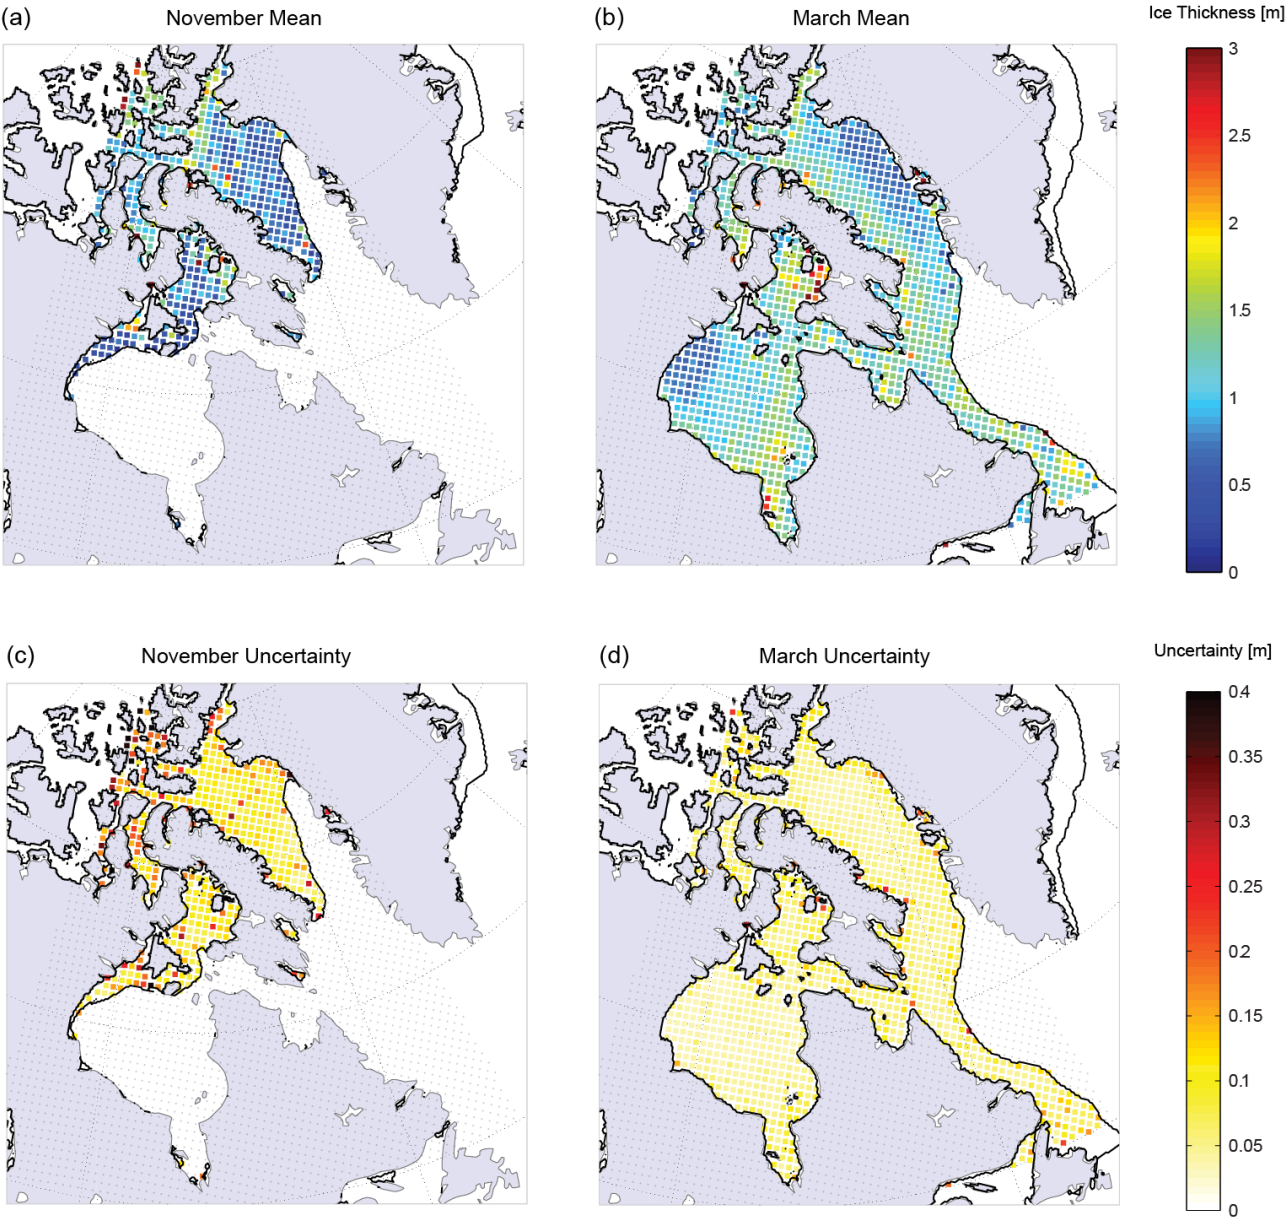 (a) November Mean
(b) March Mean
Ice Thickness [m]
3
2.5
2
1.5
1
0.5
0
(c) November Uncertainty
(d) March Uncertainty
Uncertainty [m]
0.4
0.35
0.3
0.25
0.2
0.15
0.1
0.05
0